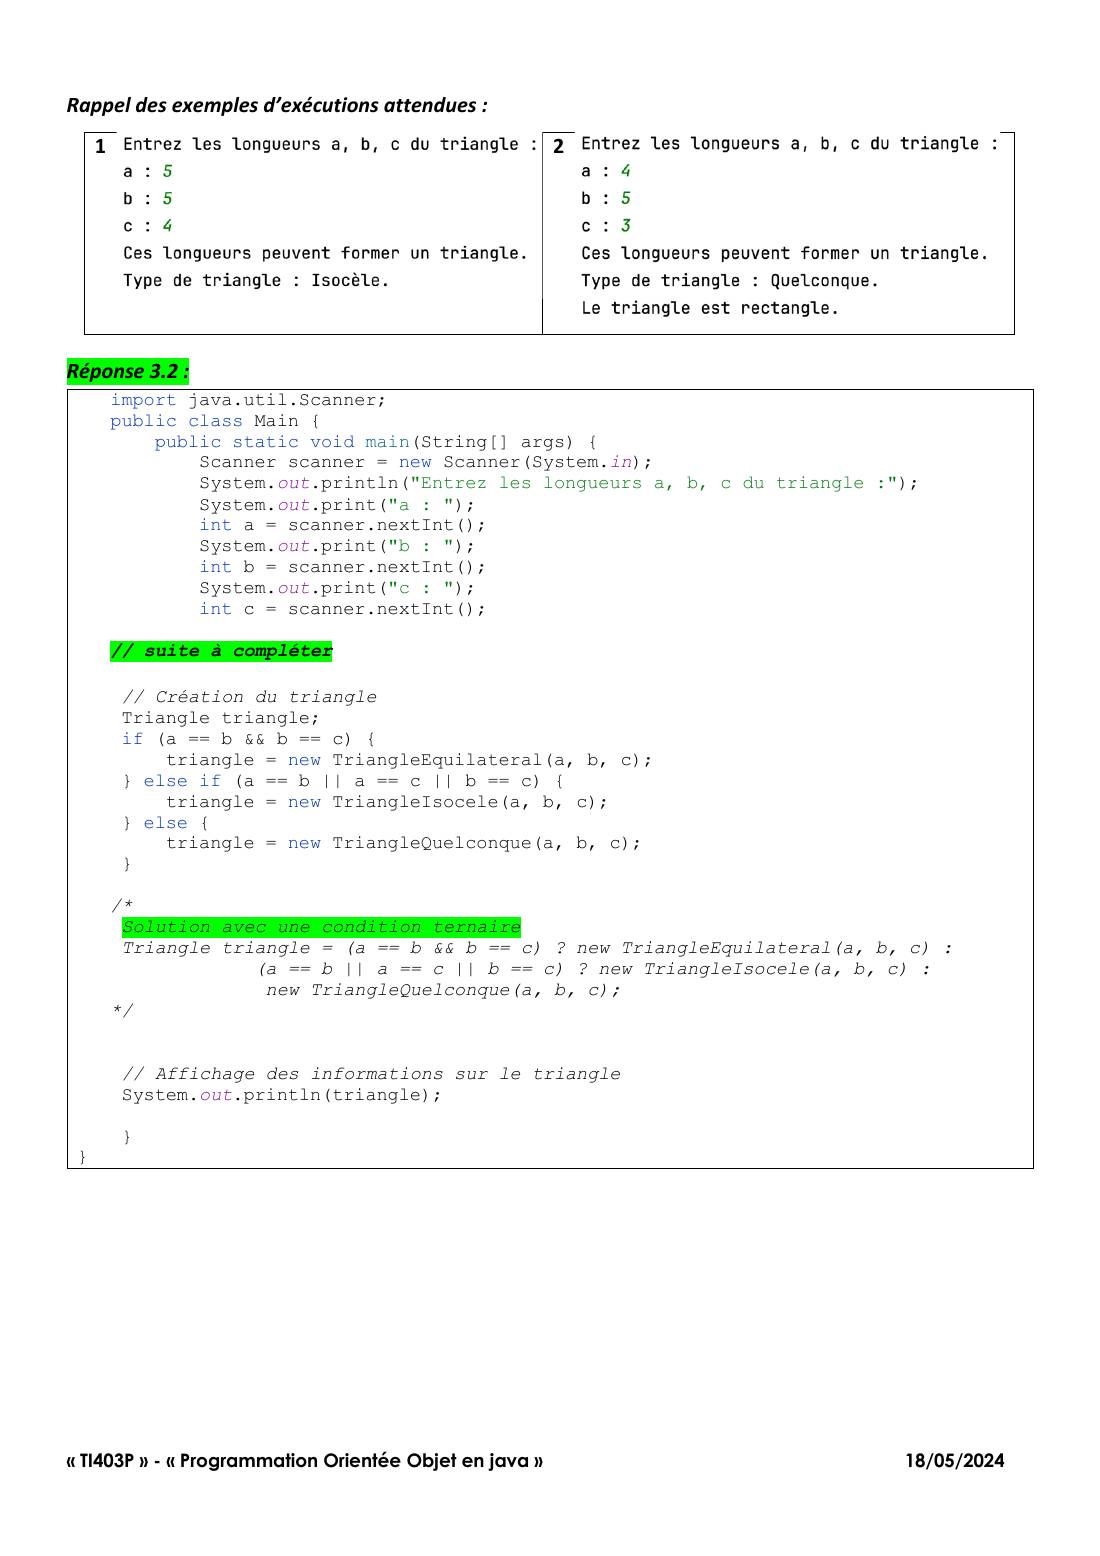 Rappel des exemples d’exécutions attendues :
1 Entrez les longueurs a, b, c du triangle :
a : 5
b : 5
c : 4
Ces longueurs peuvent former un triangle.
Type de triangle : Isocèle.
2 Entrez les longueurs a, b, c du triangle :
a : 4
b : 5
c : 3
Ces longueurs peuvent former un triangle.
Type de triangle : Quelconque.
Le triangle est rectangle.
Réponse 3.2 :
import java.util.Scanner;
public class Main {
public static void main(String[] args) {
Scanner scanner = new Scanner(System.in);
System.out.println("Entrez les longueurs a, b, c du triangle :");
System.out.print("a : ");
int a = scanner.nextInt();
System.out.print("b : ");
int b = scanner.nextInt();
System.out.print("c : ");
int c = scanner.nextInt();
// suite à compléter
// Création du triangle
Triangle triangle;
if (a == b && b == c) {
triangle = new TriangleEquilateral(a, b, c);
} else if (a == b || a == c || b == c) {
triangle = new TriangleIsocele(a, b, c);
} else {
triangle = new TriangleQuelconque(a, b, c);
}
/*
Solution avec une condition ternaire
Triangle triangle = (a == b && b == c) ? new TriangleEquilateral(a, b, c) :
(a == b || a == c || b == c) ? new TriangleIsocele(a, b, c) :
new TriangleQuelconque(a, b, c);
*/
// Affichage des informations sur le triangle
System.out.println(triangle);
}
}
« TI403P » - « Programmation Orientée Objet en java » 18/05/2024